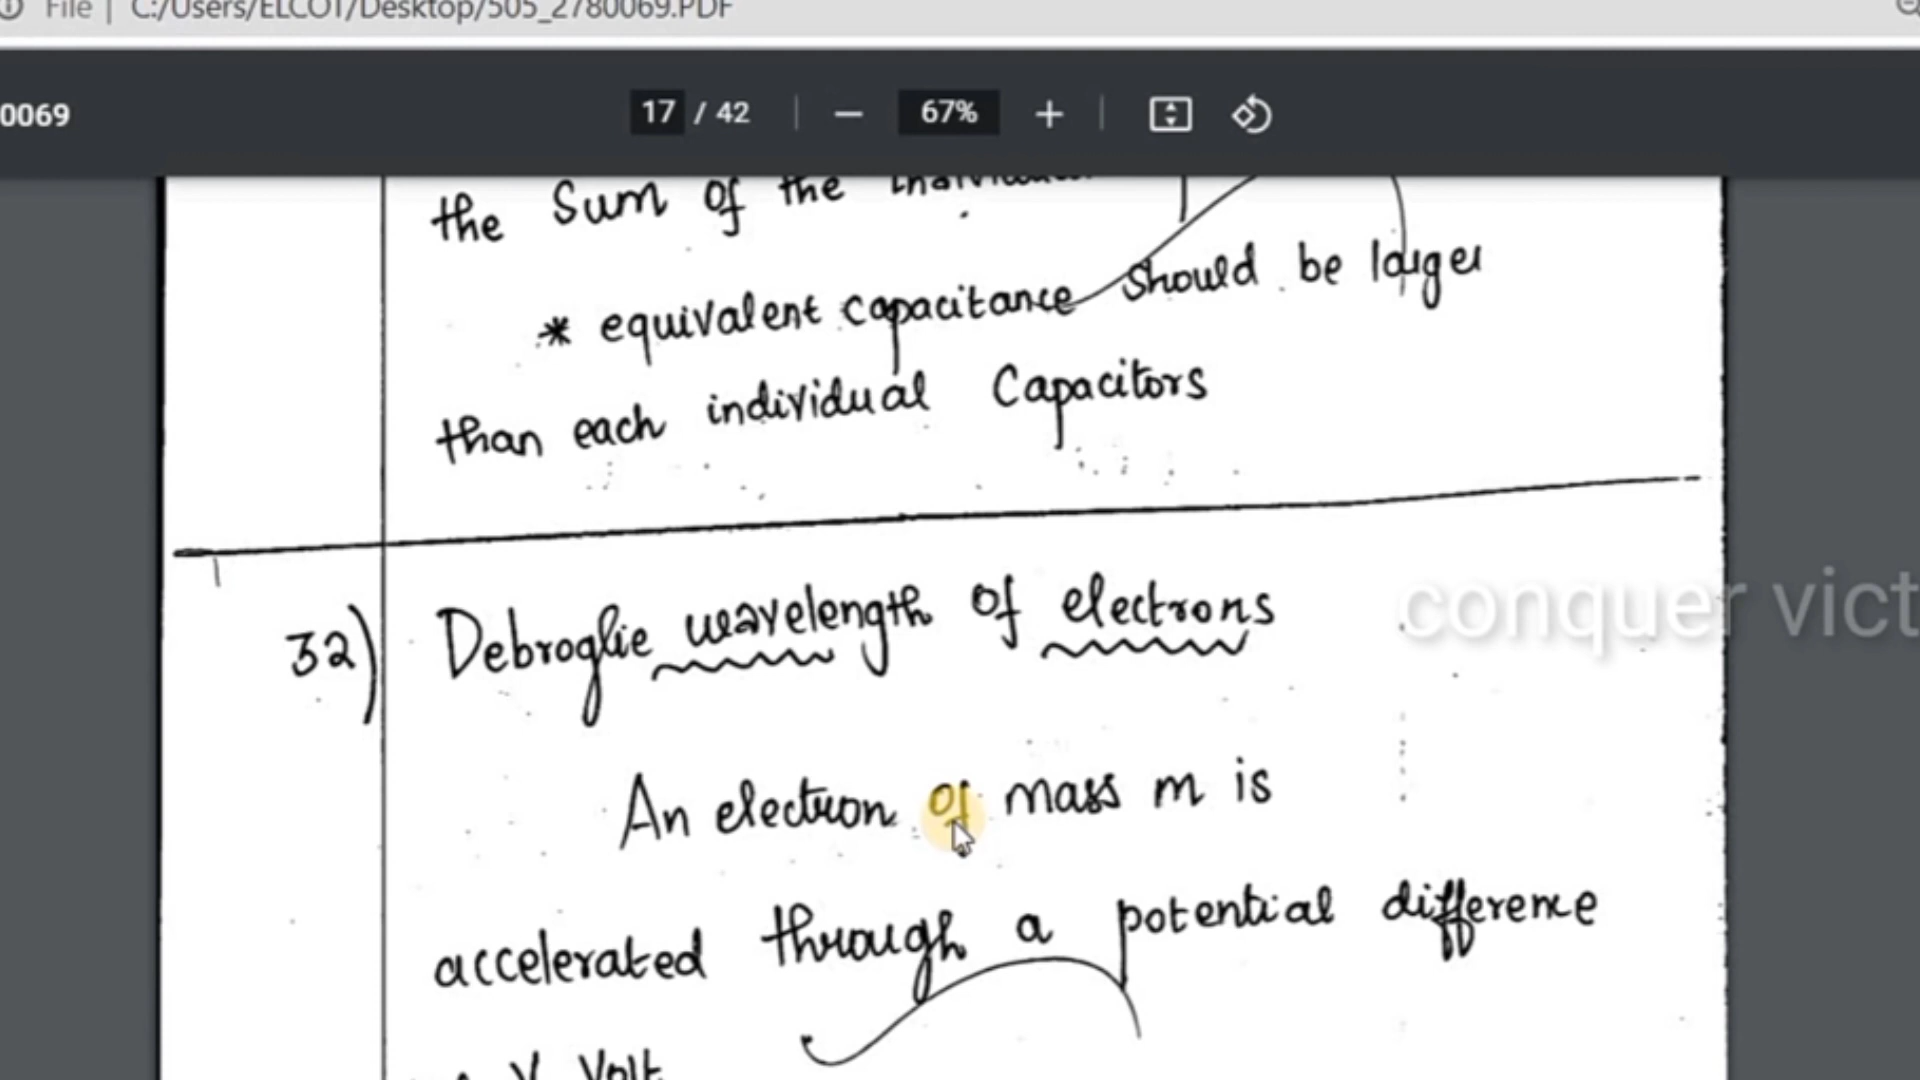 File | C:/Users/ELCOT/Desktop/505_2780069.PDF
0069
17 / 42
67%
the Sum of the
* equivalent capacitance should be larger
than each individual Capacitors
32) Debroglie wavelength of electrons
conquer vict
An electron of mass m is
accelerated through a potential difference
V Volt